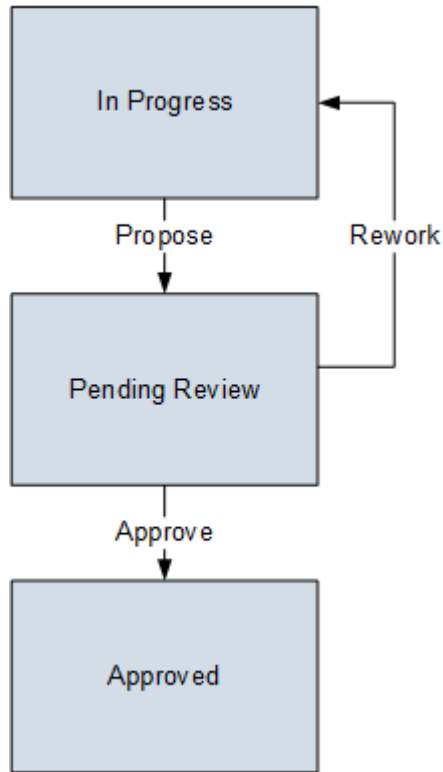 In Progress
Propose
Rework
Pending Review
Approve
Approved